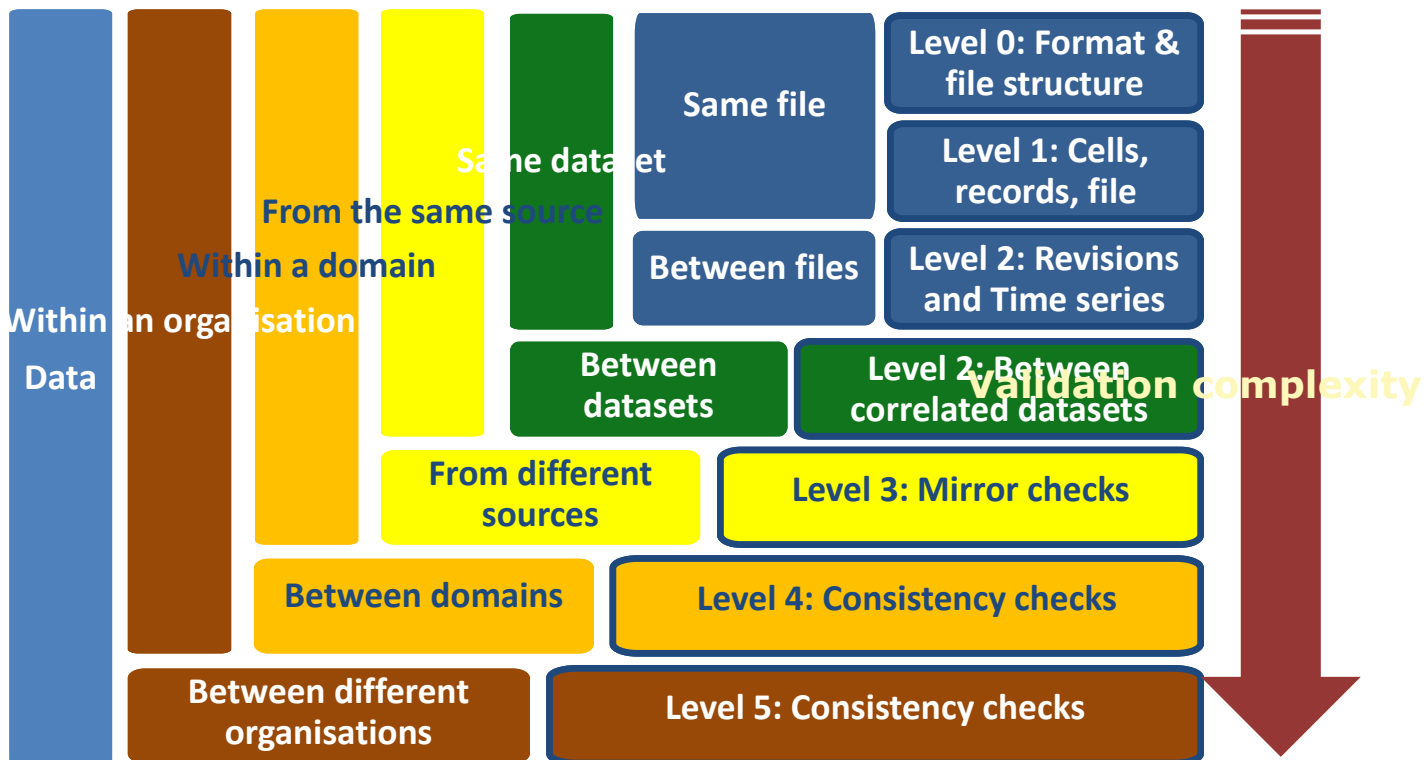 Level 0: Format &
file structure
Same file
Level 1: Cells,
records, file
Same dataset
From the same source
Within a domain
Between files
Level 2: Revisions
and Time series
Within an organisation
Data
Between
datasets
Level 2: Between
correlated datasets
Validation complexity
From different
sources
Level 3: Mirror checks
Between domains
Level 4: Consistency checks
Between different
organisations
Level 5: Consistency checks